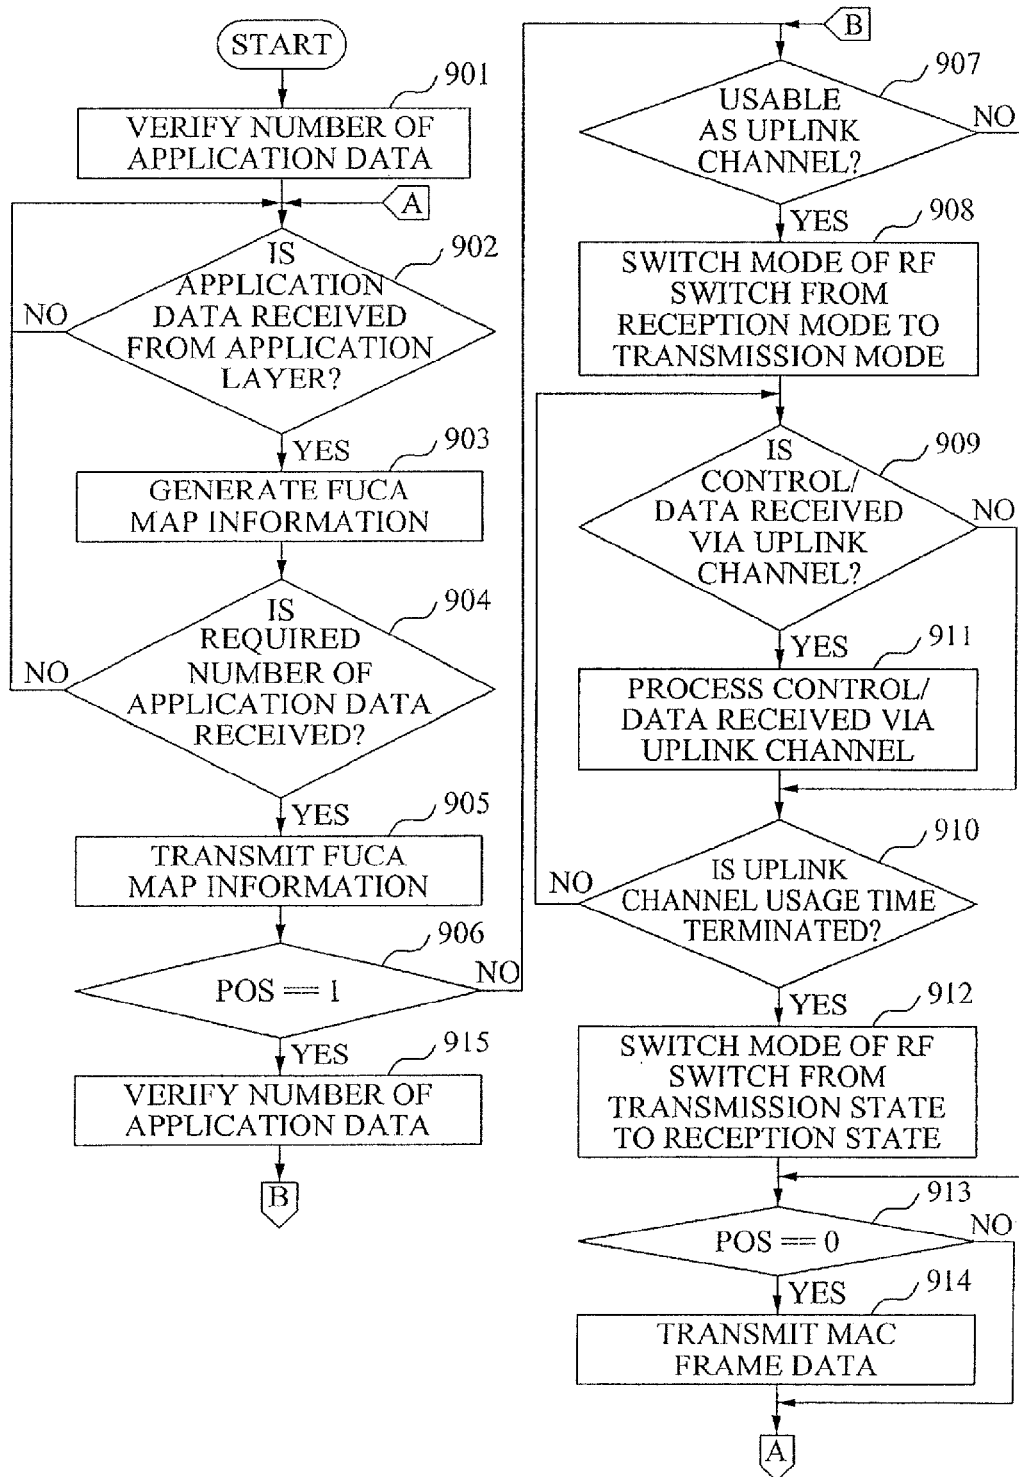 START
901
VERIFY NUMBER OF
APPLICATION DATA
A
902
IS
APPLICATION
DATA RECEIVED
FROM APPLICATION
LAYER?
NO
YES
903
GENERATE FUCA
MAP INFORMATION
904
IS
REQUIRED
NUMBER OF
APPLICATION DATA
RECEIVED?
NO
YES
905
TRANSMIT FUCA
MAP INFORMATION
906
POS == 1
NO
YES
915
VERIFY NUMBER OF
APPLICATION DATA
B
B
907
USABLE
AS UPLINK
CHANNEL?
NO
YES
908
SWITCH MODE OF RF
SWITCH FROM
RECEPTION MODE TO
TRANSMISSION MODE
909
IS
CONTROL/
DATA RECEIVED
VIA UPLINK
CHANNEL?
NO
YES
911
PROCESS CONTROL/
DATA RECEIVED VIA
UPLINK CHANNEL
910
IS UPLINK
CHANNEL USAGE TIME
TERMINATED?
NO
YES
912
SWITCH MODE OF RF
SWITCH FROM
TRANSMISSION STATE
TO RECEPTION STATE
913
POS == 0
NO
YES
914
TRANSMIT MAC
FRAME DATA
A